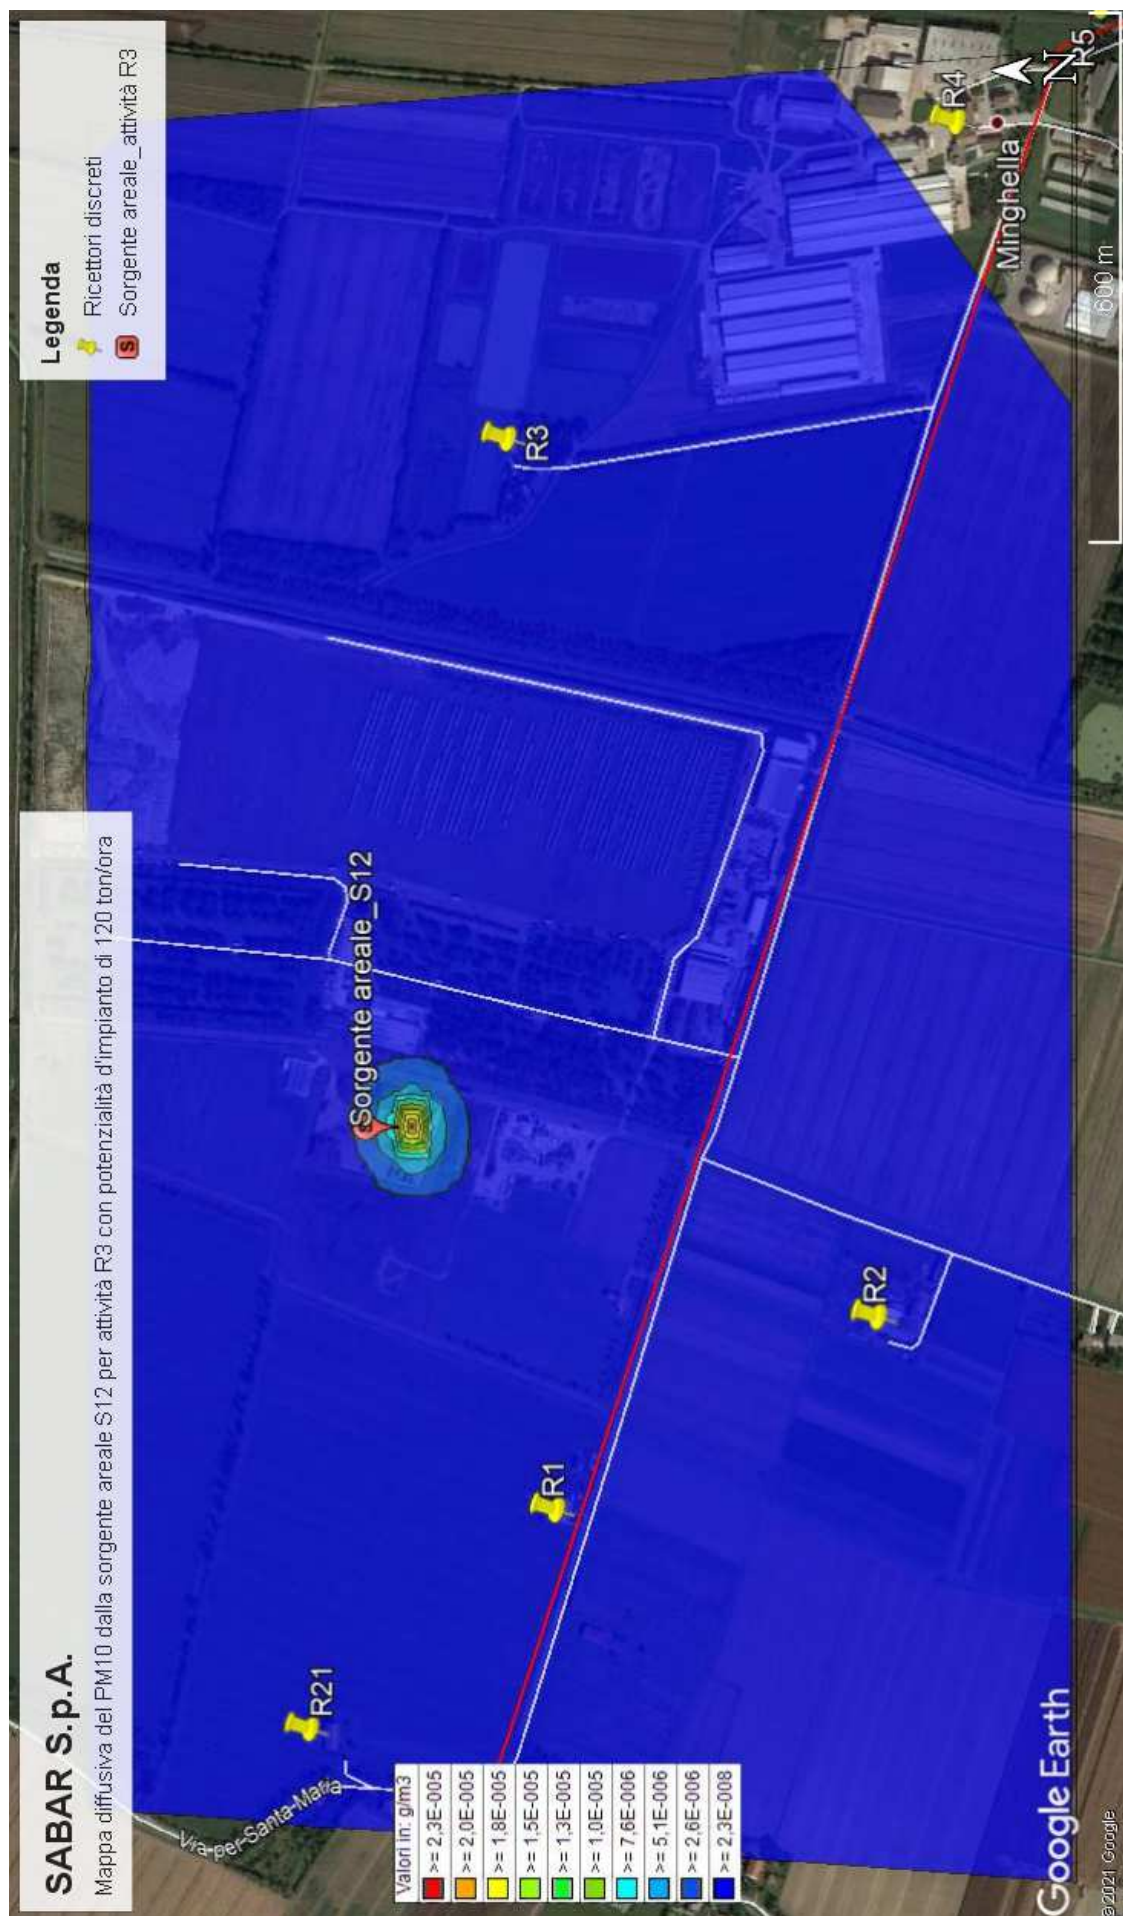 SABAR S.p.A.
Mappa diffusiva del PM10 dalla sorgente areale S12 per attività R3 con potenzialità d'impianto di 120 ton/ora
Legenda
Ricettori discreti
S
Sorgente areale_attività R3
Via-per-Santa-Maria
R21
R1
Sorgente areale_S12
R3
R2
R4
R5
Minghella
N
Valori in: g/m3
>= 2,3E-005
>= 2,0E-005
>= 1,8E-005
>= 1,5E-005
>= 1,3E-005
>= 1,0E-005
>= 7,6E-006
>= 5,1E-006
>= 2,6E-006
>= 2,3E-008
Google Earth
©2021 Google
600 m